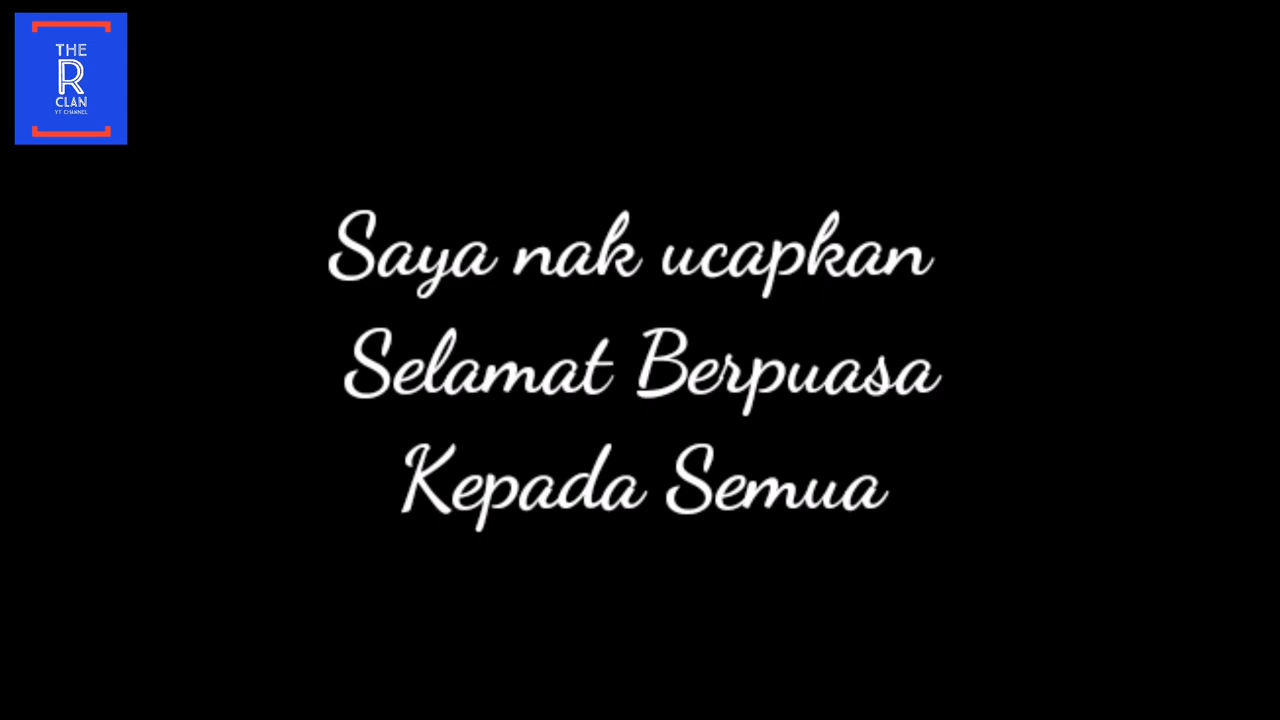 THE
R
CLAN
YT CHANNEL
Saya nak ucapkan
Selamat Berpuasa
Kepada Semua